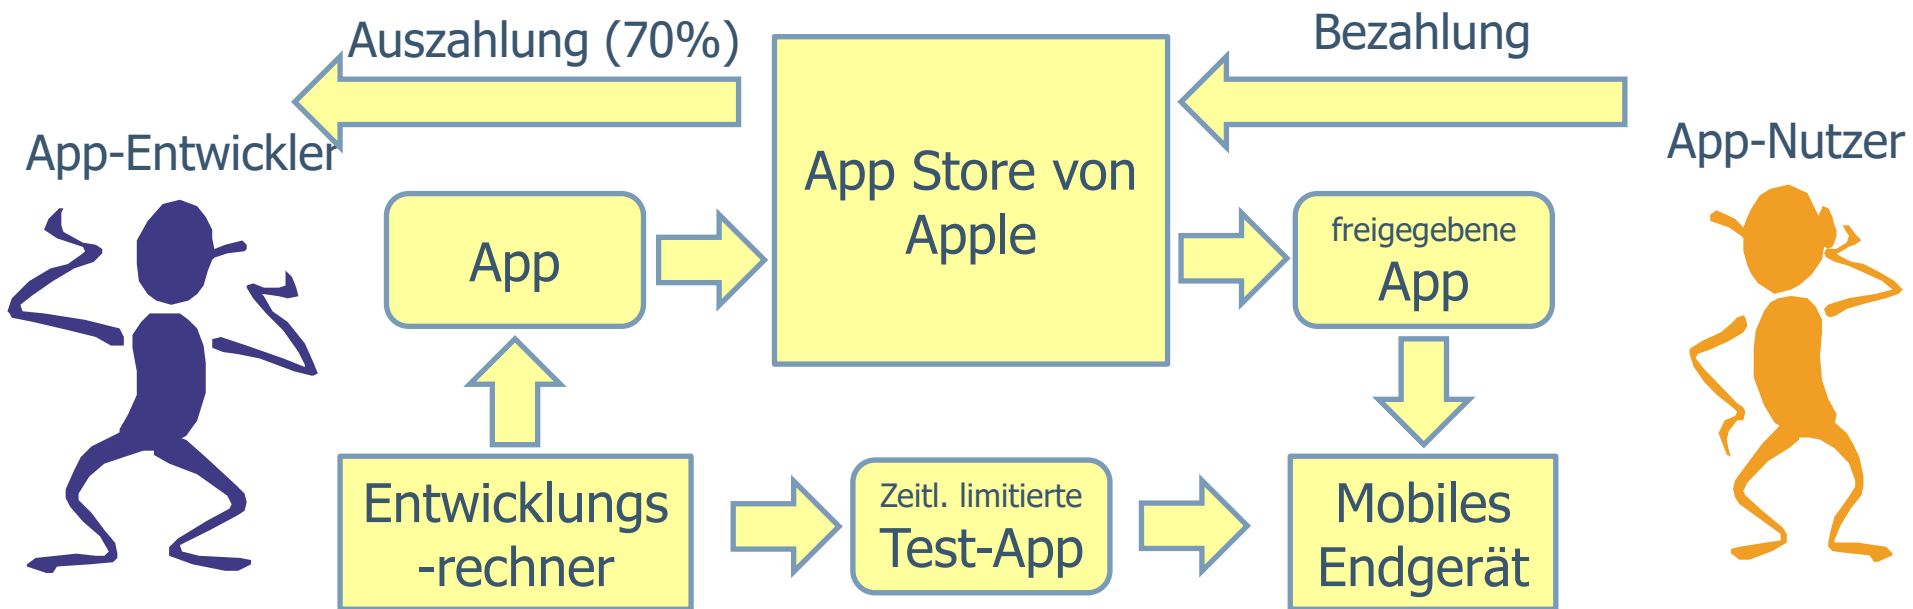 Auszahlung (70%)
Bezahlung
App-Entwickler
App-Nutzer
App Store von
Apple
App
freigegebene
App
Entwicklungs
-rechner
Zeitl. limitierte
Test-App
Mobiles
Endgerät